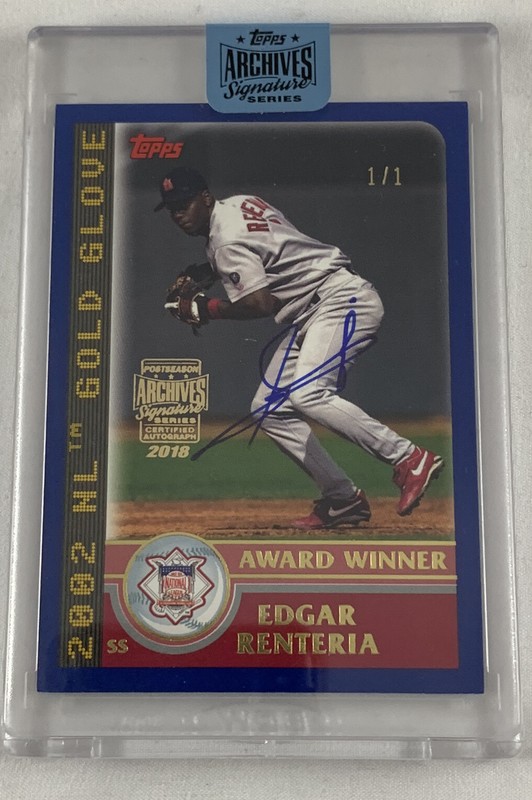 Topps
ARCHIVES
Signature
SERIES
Topps
1/1
2002 NL™ GOLD GLOVE
POSTSEASON
ARCHIVES
Signature
SERIES
CERTIFIED
AUTOGRAPH
2018
AWARD WINNER
NATIONAL
SS
EDGAR
RENTERIA